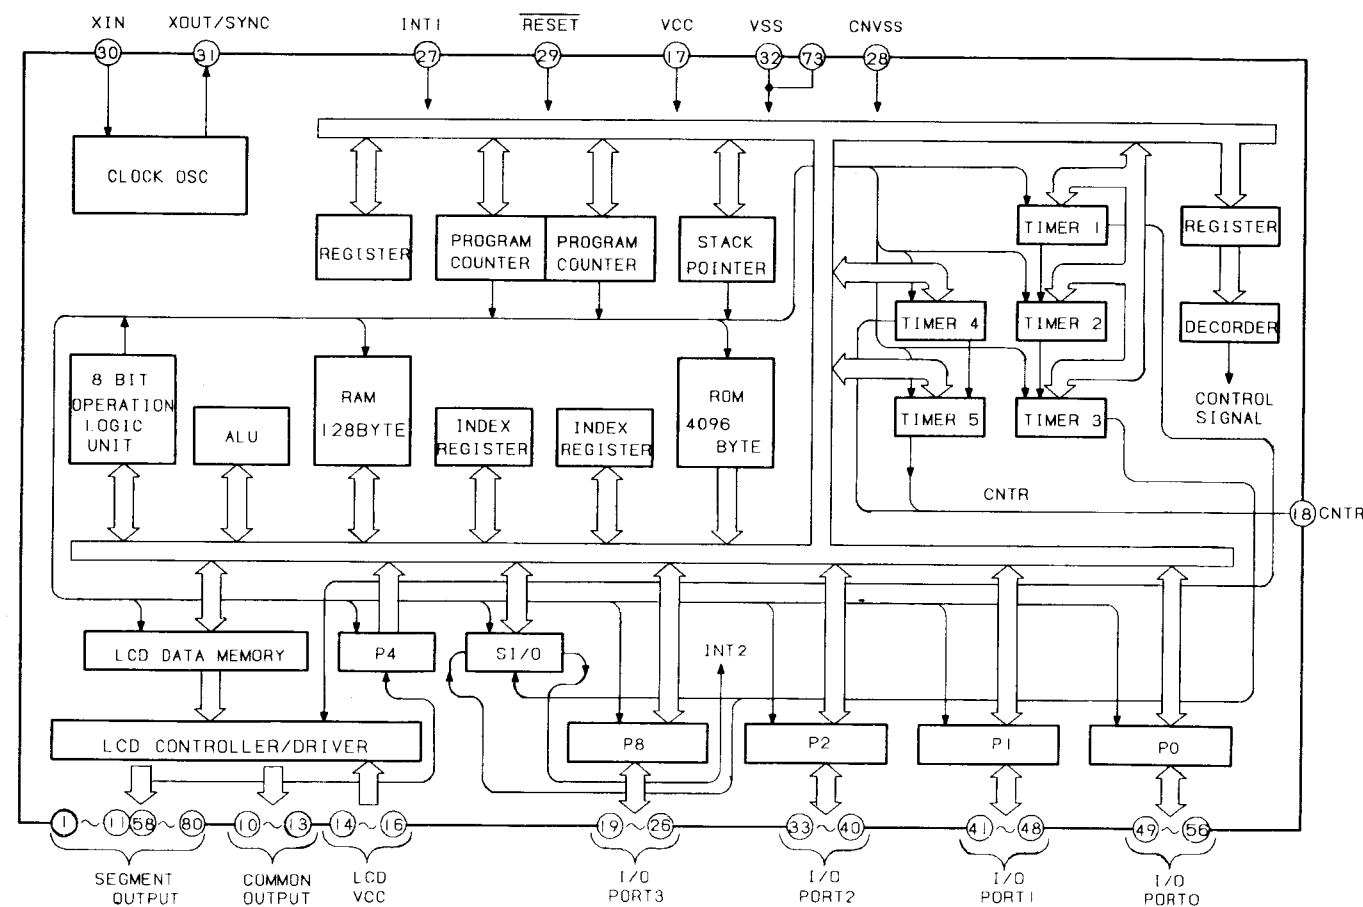 XIN XOUT/SYNC INT1 RESET VCC VSS CNVSS
30 31 27 29 17 32 73 28
CLOCK OSC
REGISTER
PROGRAM
COUNTER
PROGRAM
COUNTER
STACK
POINTER
TIMER 1
REGISTER
TIMER 4
TIMER 2
DECORDER
8 BIT
OPERATION
LOGIC
UNIT
ALU
RAM
128BYTE
INDEX
REGISTER
INDEX
REGISTER
ROM
4096
BYTE
TIMER 5
TIMER 3
CONTROL
SIGNAL
CNTR
18 CNTR
LCD DATA MEMORY
P4
SI/O
INT2
LCD CONTROLLER/DRIVER
P8
P2
P1
P0
1 ~ 11 58 ~ 80 10 ~ 13 14 ~ 16 19 ~ 26 33 ~ 40 41 ~ 48 49 ~ 56
SEGMENT
OUTPUT
COMMON
OUTPUT
LCD
VCC
I/O
PORT3
I/O
PORT2
I/O
PORT1
I/O
PORT0